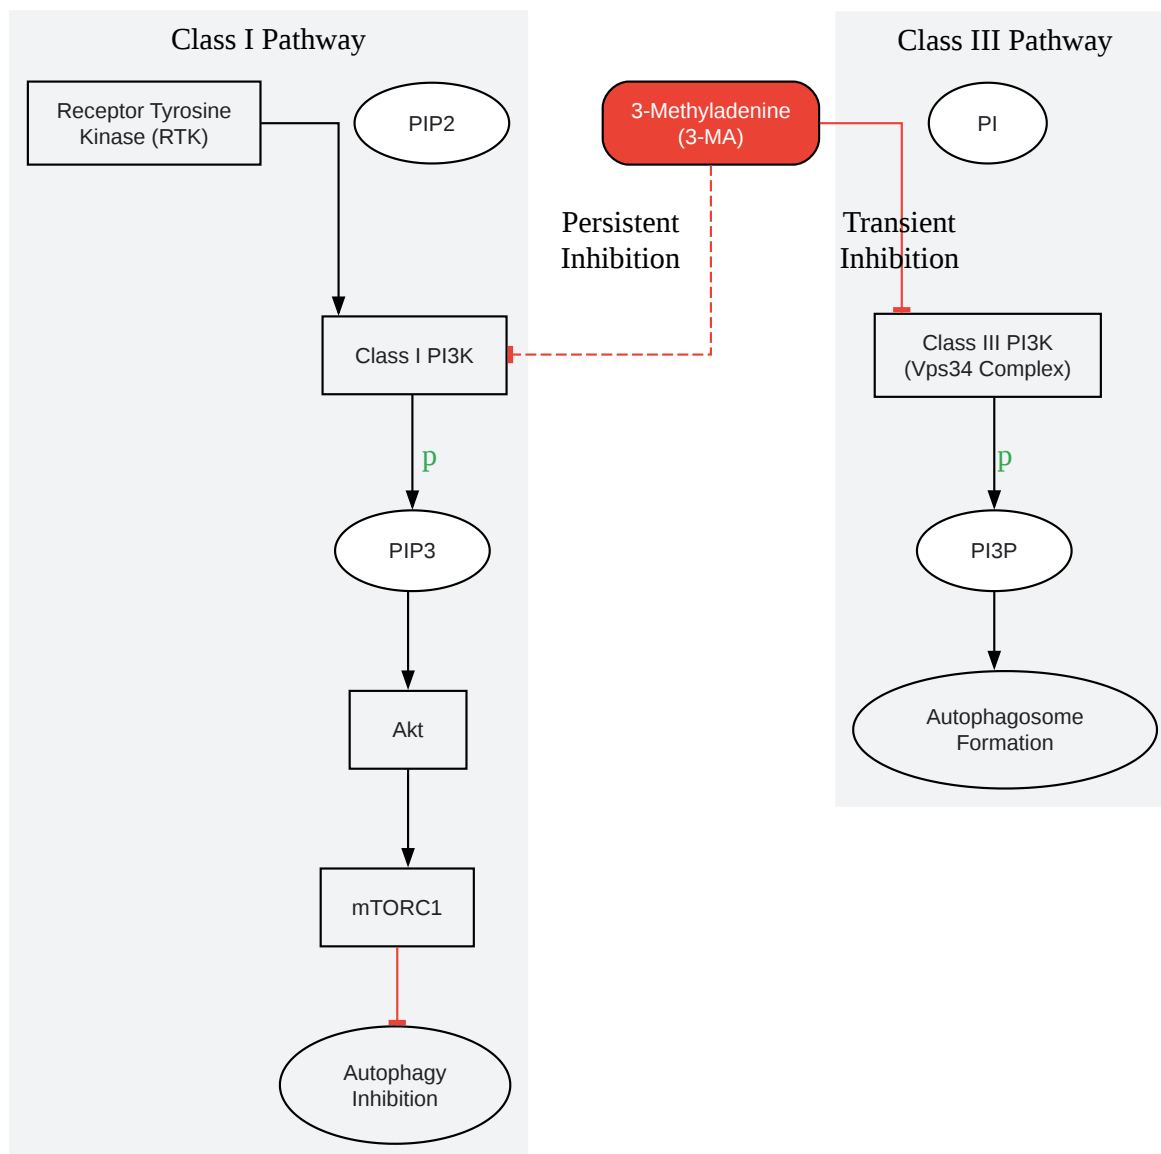 Class I Pathway
Class III Pathway
Receptor Tyrosine
Kinase (RTK)
PIP2
3-Methyladenine
(3-MA)
PI
Persistent
Inhibition
Transient
Inhibition
Class I PI3K
Class III PI3K
(Vps34 Complex)
p
p
PIP3
PI3P
Akt
Autophagosome
Formation
mTORC1
Autophagy
Inhibition